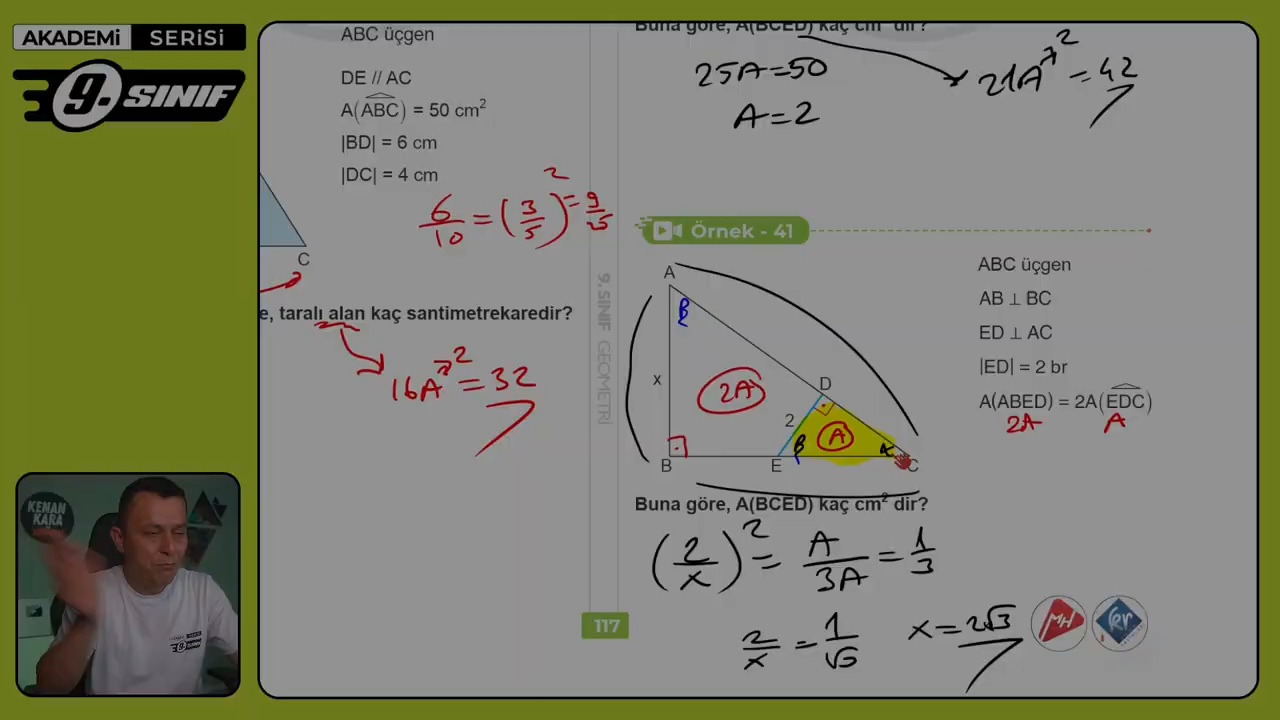 AKADEMİ SERİSİ
9. SINIF
ABC üçgen
DE // AC
A(ABC) = 50 cm²
|BD| = 6 cm
|DC| = 4 cm
6/10 = (3/5)² = 9/25
C
e, taralı alan kaç santimetrekaredir?
16A = 32
2
9. SINIF GEOMETRİ
117
KENAN KARA
Buna göre, A(BCED) kaç cm² dir?
25A = 50
A = 2
21A = 42
2
Örnek - 41
A
β
x
2A
D
2
A
β
α
B
E
C
ABC üçgen
AB ⊥ BC
ED ⊥ AC
|ED| = 2 br
A(ABED) = 2A(EDC)
2A A
Buna göre, A(BCED) kaç cm² dir?
(2/x)² = A/3A = 1/3
2/x = 1/√3
x = 2√3
MH